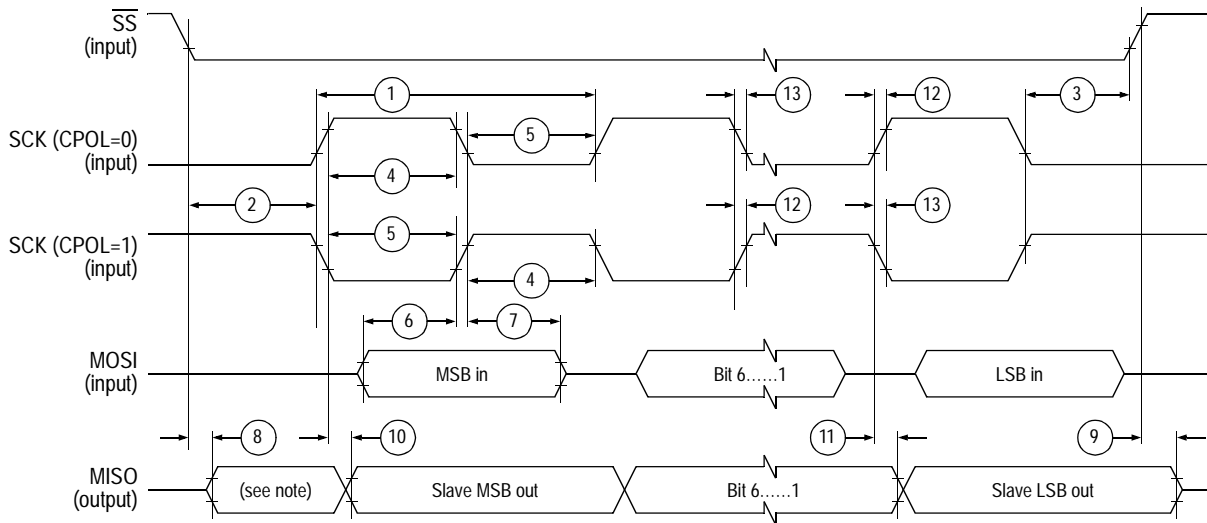 SS
(input)
1
13
12
3
SCK (CPOL=0)
(input)
5
4
2
12
13
SCK (CPOL=1)
(input)
5
4
6
7
MOSI
(input)
MSB in
Bit 6......1
LSB in
8
10
11
9
MISO
(output)
(see note)
Slave MSB out
Bit 6......1
Slave LSB out